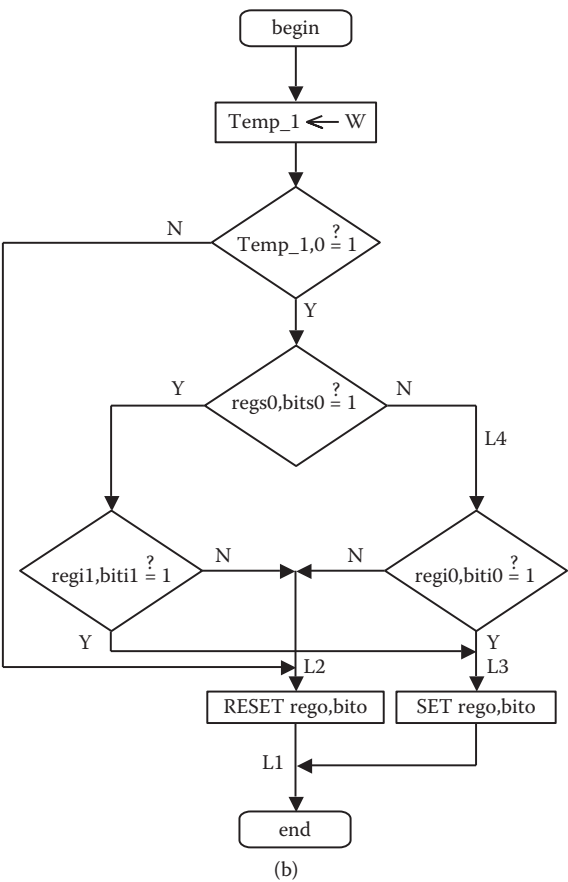 begin
Temp_1 ← W
N
Temp_1,0 ≟ 1
Y
Y
regs0,bits0 ≟ 1
N
L4
regi1,biti1 ≟ 1
N
N
regi0,biti0 ≟ 1
Y
Y
L2
L3
RESET rego,bito
SET rego,bito
L1
end
(b)